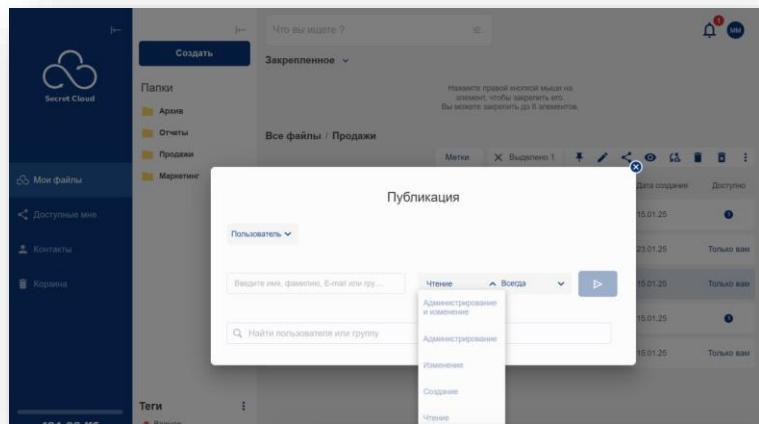 Что вы ищете ?
1
MM
Secret Cloud
Создать
Закрепленное
Папки
Нажмите правой кнопкой мыши на
элемент, чтобы закрепить его.
Вы можете закрепить до 8 элементов.
Архив
Отчеты
Продажи
Маркетинг
Все файлы / Продажи
Метки
Выделено 1
Мои файлы
Доступные мне
Контакты
Корзина
Дата создания
Доступно
15.01.25
23.01.25
Только вам
15.01.25
Только вам
15.01.25
15.01.25
Только вам
Публикация
Пользователь
Введите имя, фамилию, E-mail или гру...
Чтение
Всегда
Найти пользователя или группу
Администрирование
и изменение
Администрирование
Изменение
Создание
Чтение
Теги